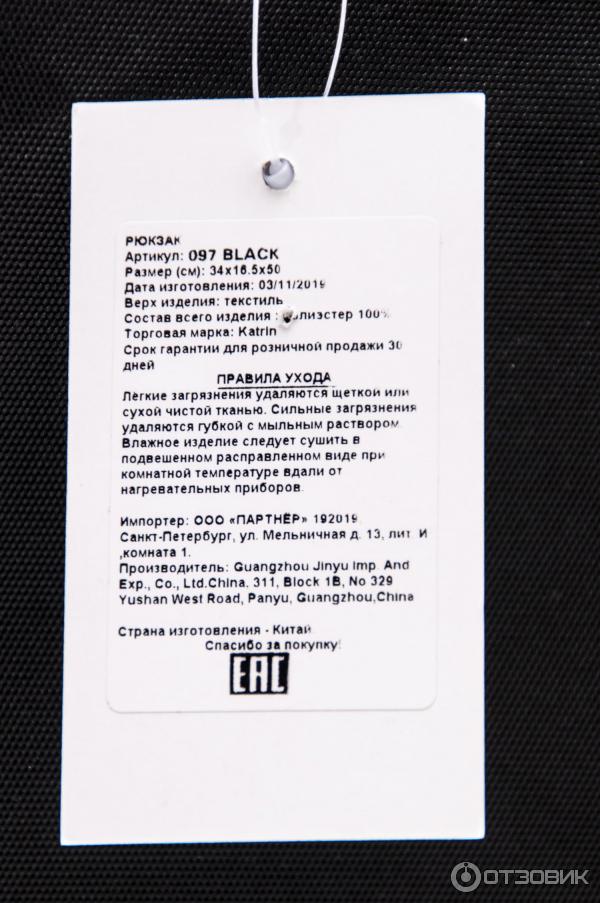 РЮКЗАК
Артикул: 097 BLACK
Размер (см): 34x16.5x50
Дата изготовления: 03/11/2019
Верх изделия: текстиль
Состав всего изделия : полиэстер 100%
Торговая марка: Katrin
Срок гарантии для розничной продажи 30
дней
ПРАВИЛА УХОДА
Легкие загрязнения удаляются щеткой или
сухой чистой тканью. Сильные загрязнения
удаляются губкой с мыльным раствором.
Влажное изделие следует сушить в
подвешенном расправленном виде при
комнатной температуре вдали от
нагревательных приборов.
Импортер: ООО «ПАРТНЁР» 192019,
Санкт-Петербург, ул. Мельничная д. 13, лит. И
,комната 1.
Производитель: Guangzhou Jinyu Imp. And
Exp., Co., Ltd.China. 311, Block 1B, No 329
Yushan West Road, Panyu, Guangzhou,China
Страна изготовления - Китай
Спасибо за покупку!
EAC
ОТЗОВИК